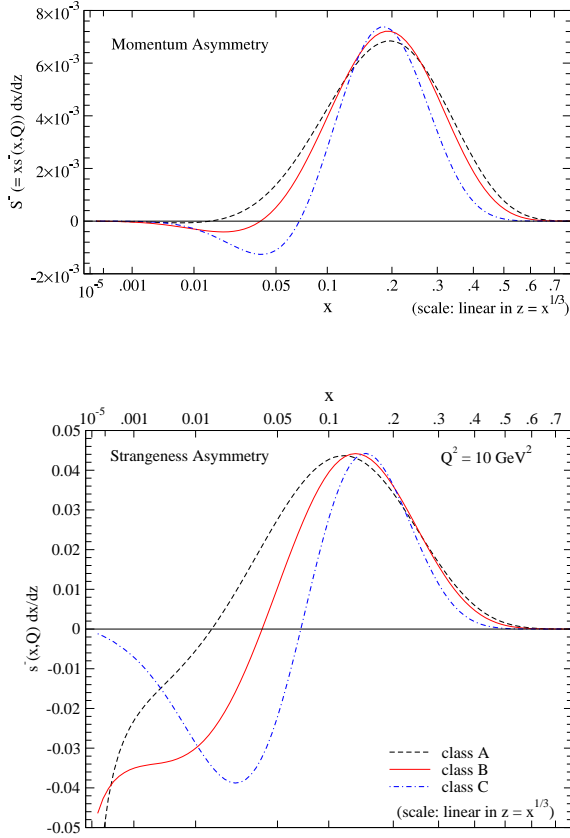 8×10⁻³
Momentum Asymmetry
6×10⁻³
4×10⁻³
2×10⁻³
0
-2×10⁻³
S⁻ (= xs⁻(x,Q)) dx/dz
10⁻⁵ .001 0.01 0.05 0.1 .2 .3 .4 .5 .6 .7
x (scale: linear in z = x^1/3)
x
10⁻⁵ .001 0.01 0.05 0.1 .2 .3 .4 .5 .6 .7
0.05
Strangeness Asymmetry Q² = 10 GeV²
0.04
0.03
0.02
0.01
0
-0.01
-0.02
-0.03
-0.04
-0.05
s⁻(x,Q) dx/dz
class A
class B
class C
(scale: linear in z = x^1/3)